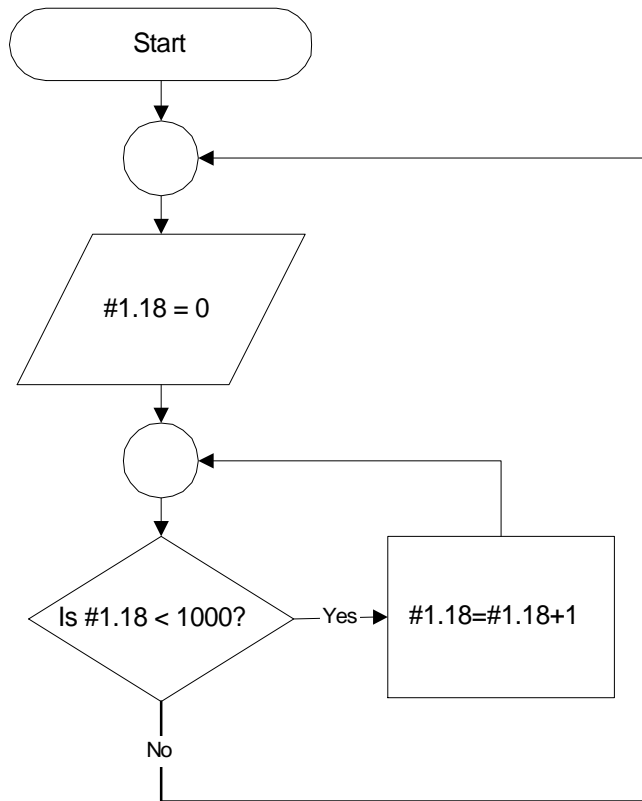 Start
#1.18 = 0
Is #1.18 < 1000?
Yes
#1.18=#1.18+1
No